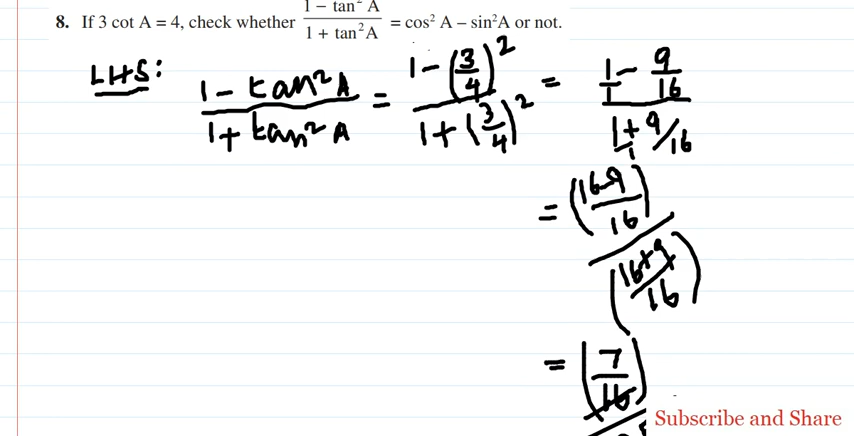 1 − tan² A
8. If 3 cot A = 4, check whether ───────── = cos² A – sin²A or not.
1 + tan²A
LHS: (1 - tan²A)/(1 + tan²A) = (1 - (3/4)²)/(1 + (3/4)²) = (1/1 - 9/16)/(1/1 + 9/16)
= ((16-9)/16)/((16+9)/16)
= (7/16)
Subscribe and Share